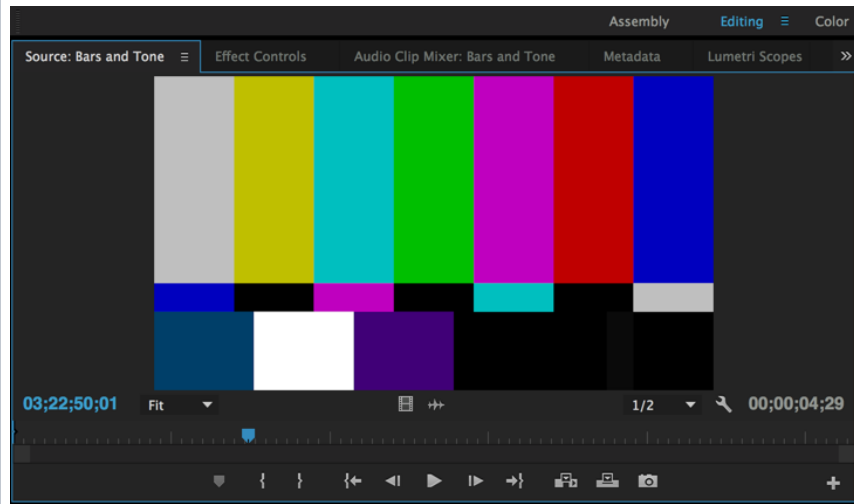 Assembly Editing Color
Source: Bars and Tone Effect Controls Audio Clip Mixer: Bars and Tone Metadata Lumetri Scopes
03;22;50;01 Fit 1/2 00;00;04;29